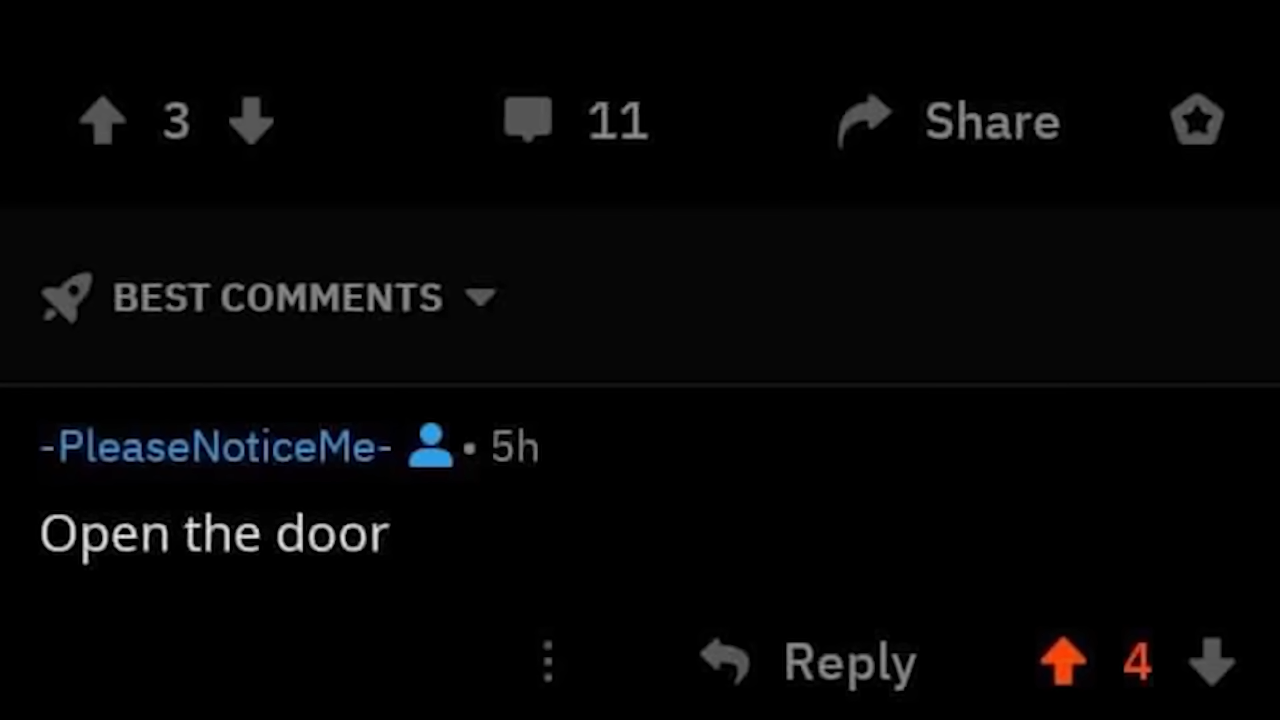 3 11 Share
BEST COMMENTS
-PleaseNoticeMe- • 5h
Open the door
Reply 4